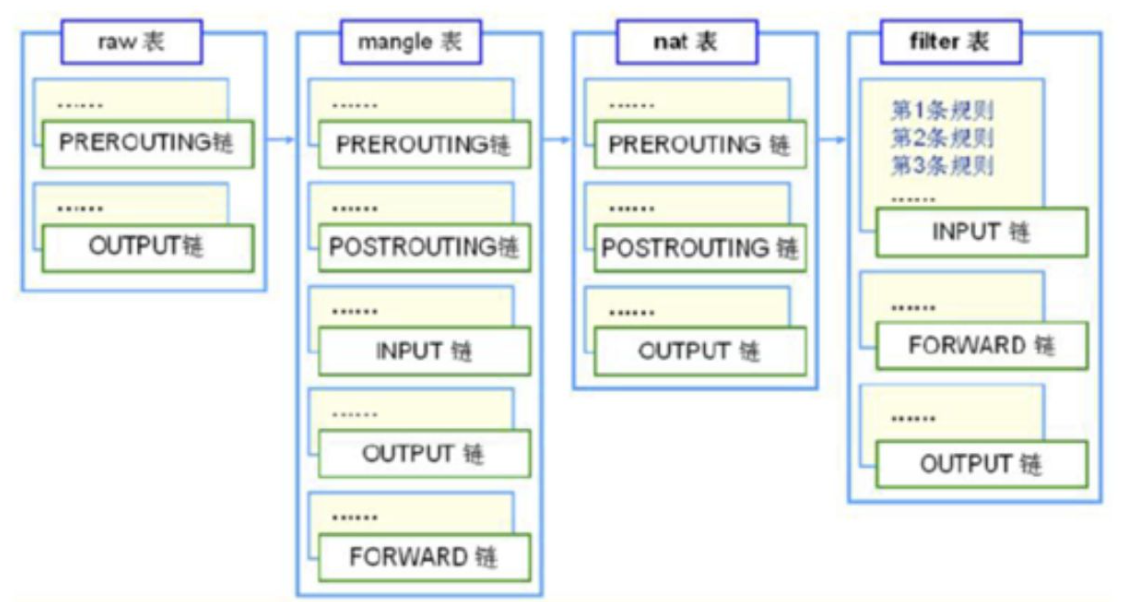 raw 表
......
PREROUTING链
......
OUTPUT链
mangle 表
......
PREROUTING链
......
POSTROUTING链
......
INPUT 链
......
OUTPUT 链
......
FORWARD 链
nat 表
......
PREROUTING 链
......
POSTROUTING 链
......
OUTPUT 链
filter 表
第1条规则
第2条规则
第3条规则
......
INPUT 链
......
FORWARD 链
......
OUTPUT 链